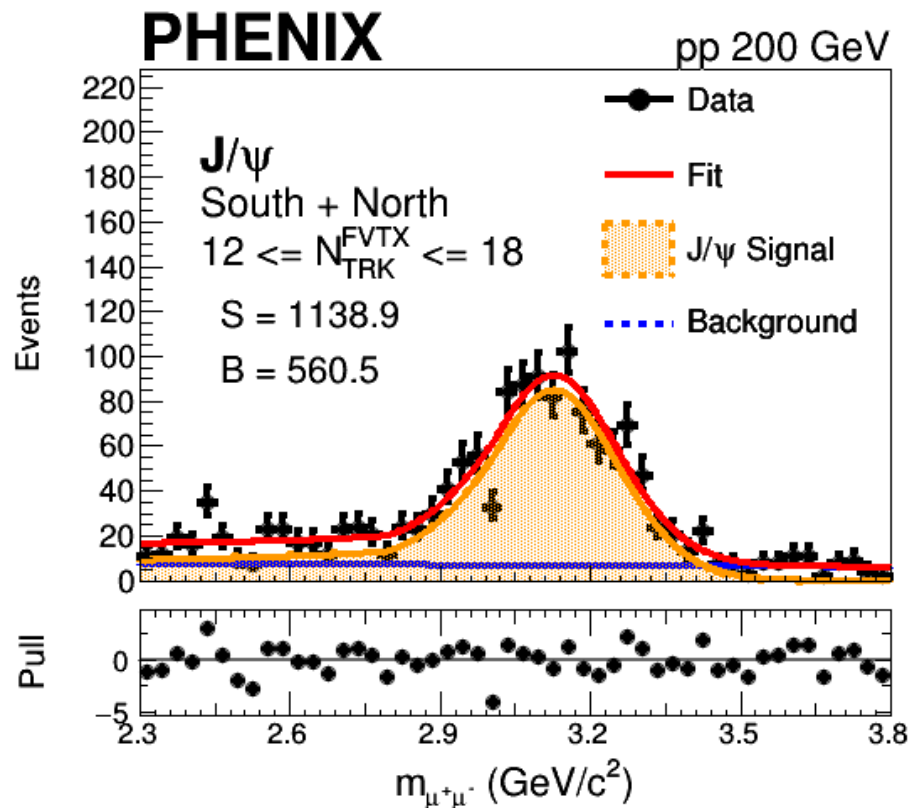 PHENIX pp 200 GeV
J/ψ
South + North
12 <= N^FVTX_TRK <= 18
S = 1138.9
B = 560.5
Data
Fit
J/ψ Signal
Background
Events
220
200
180
160
140
120
100
80
60
40
20
0
Pull
0
−5
2.3 2.6 2.9 3.2 3.5 3.8
m_μ⁺μ⁻ (GeV/c²)